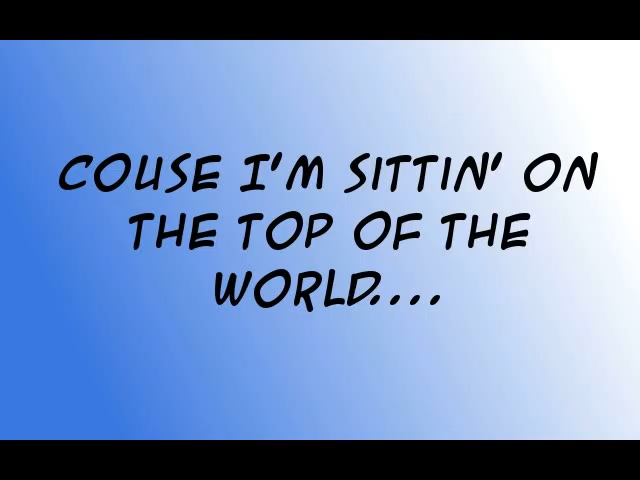 COUSE I'M SITTIN' ON
THE TOP OF THE
WORLD....